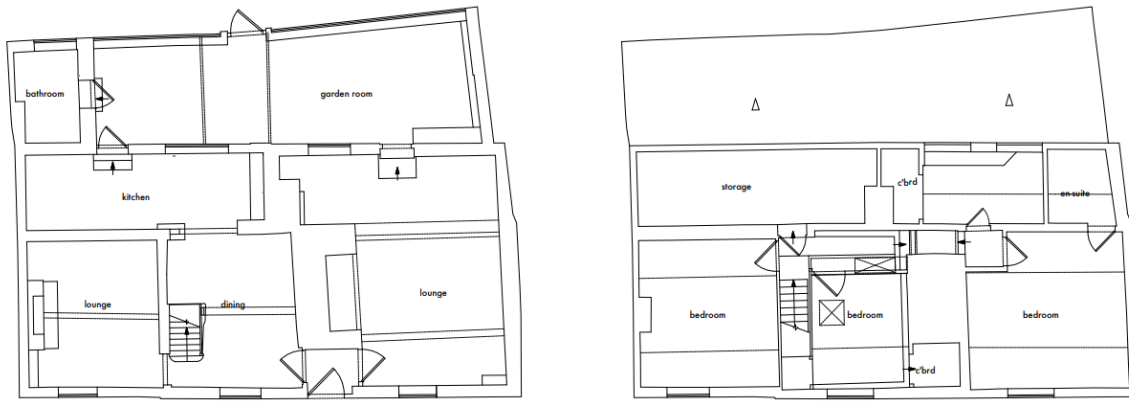 bathroom
garden room
kitchen
lounge
dining
lounge
storage
c'brd
en suite
bedroom
bedroom
bedroom
c'brd